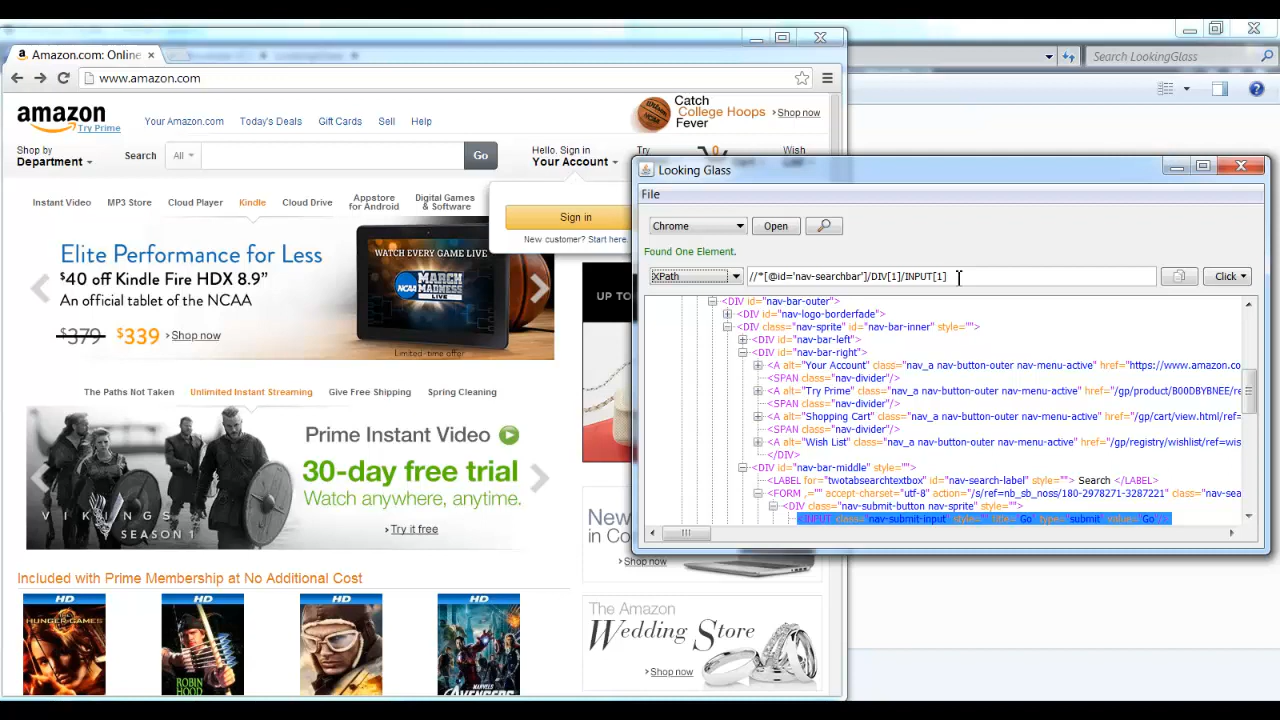 Amazon.com: Online
www.amazon.com
Search LookingGlass
amazon
Try Prime
Your Amazon.com
Today's Deals
Gift Cards
Sell
Help
Catch
College Hoops
Fever
Shop now
Shop by
Department
Search
All
Go
Hello. Sign in
Your Account
Try
0
Wish
Instant Video
MP3 Store
Cloud Player
Kindle
Cloud Drive
Appstore
for Android
Digital Games
& Software
Sign in
New customer? Start here.
Elite Performance for Less
$40 off Kindle Fire HDX 8.9"
An official tablet of the NCAA
$379
$339
Shop now
WATCH EVERY GAME LIVE
NCAA
MARCH
MADNESS
LIVE
Limited-time offer
UP TO
The Paths Not Taken
Unlimited Instant Streaming
Give Free Shipping
Spring Cleaning
VIKINGS
SEASON 1
Prime Instant Video
30-day free trial
Watch anywhere, anytime.
Try it free
New
in Co
Shop now
The Amazon
Wedding Store
Shop now
Included with Prime Membership at No Additional Cost
HD
HD
HD
HD
THE
HUNGER GAMES
ROBIN
HOOD
MARVEL'S
AVENGERS
Looking Glass
File
Chrome
Open
Found One Element.
XPath
//*[@id='nav-searchbar']/DIV[1]/INPUT[1]
Click
<DIV id="nav-bar-outer">
<DIV id="nav-logo-borderfade">
<DIV class="nav-sprite" id="nav-bar-inner" style="">
<DIV id="nav-bar-left">
<DIV id="nav-bar-right">
<A alt="Your Account" class="nav_a nav-button-outer nav-menu-active" href="https://www.amazon.co
<SPAN class="nav-divider"/>
<A alt="Try Prime" class="nav_a nav-button-outer nav-menu-active" href="/gp/product/B00DBYBNEE/re
<SPAN class="nav-divider"/>
<A alt="Shopping Cart" class="nav_a nav-button-outer nav-menu-active" href="/gp/cart/view.html/ref=
<SPAN class="nav-divider"/>
<A alt="Wish List" class="nav_a nav-button-outer nav-menu-active" href="/gp/registry/wishlist/ref=wis
</DIV>
<DIV id="nav-bar-middle" style="">
<LABEL for="twotabsearchtextbox" id="nav-search-label" style=""> Search </LABEL>
<FORM ,="" accept-charset="utf-8" action="/s/ref=nb_sb_noss/180-2978271-3287221" class="nav-sea
<DIV class="nav-submit-button nav-sprite" style="">
<INPUT class="nav-submit-input" style="" title="Go" type="submit" value="Go"/>